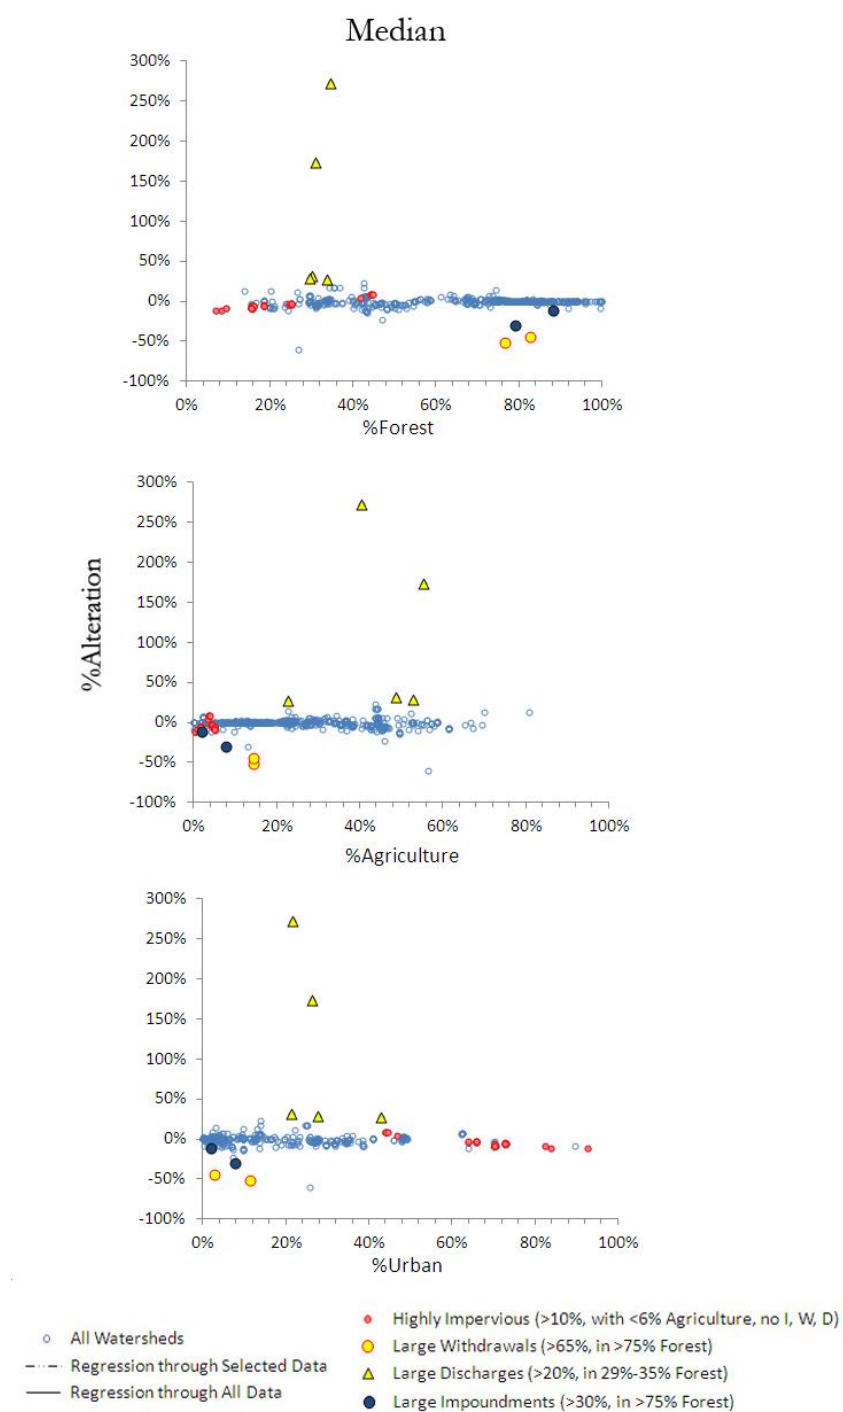 Median
300%
250%
200%
150%
100%
50%
0%
-50%
-100%
0% 20% 40% 60% 80% 100%
%Forest
%Alteration
300%
250%
200%
150%
100%
50%
0%
-50%
-100%
0% 20% 40% 60% 80% 100%
%Agriculture
300%
250%
200%
150%
100%
50%
0%
-50%
-100%
0% 20% 40% 60% 80% 100%
%Urban
All Watersheds
Regression through Selected Data
Regression through All Data
Highly Impervious (>10%, with <6% Agriculture, no I, W, D)
Large Withdrawals (>65%, in >75% Forest)
Large Discharges (>20%, in 29%-35% Forest)
Large Impoundments (>30%, in >75% Forest)